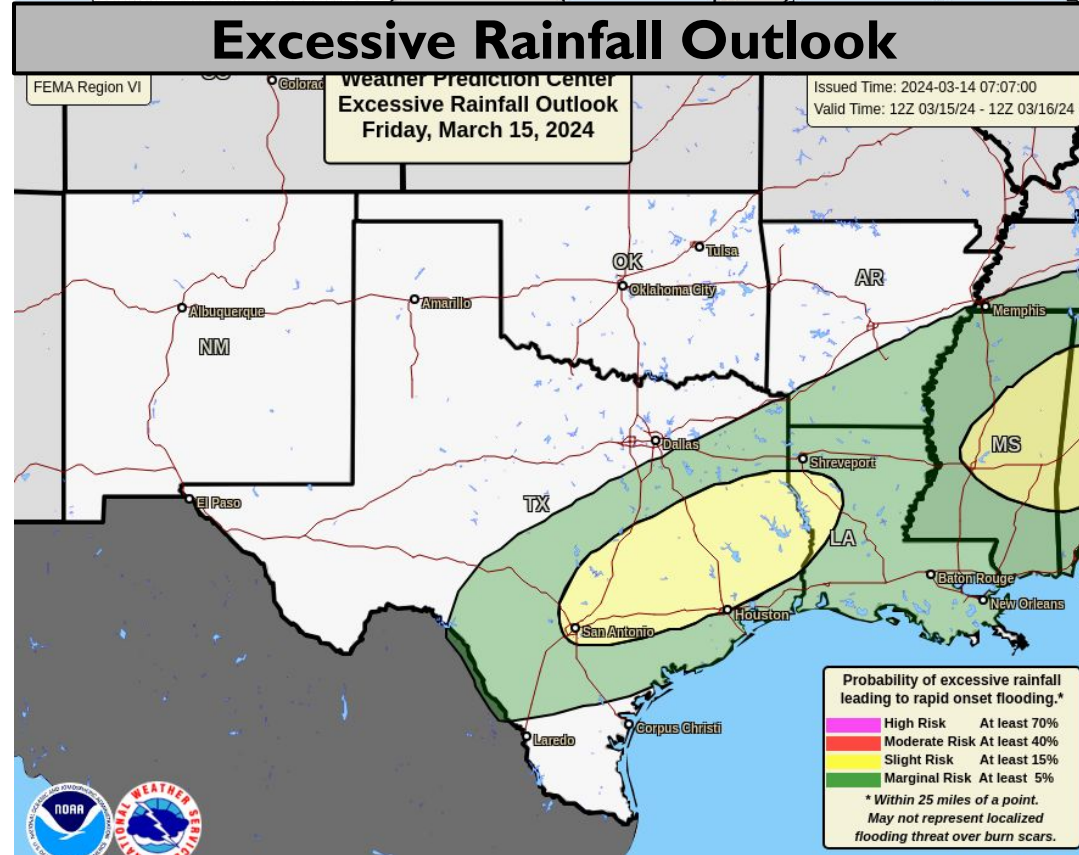 Excessive Rainfall Outlook
FEMA Region VI
Weather Prediction Center
Excessive Rainfall Outlook
Friday, March 15, 2024
Issued Time: 2024-03-14 07:07:00
Valid Time: 12Z 03/15/24 - 12Z 03/16/24
Tulsa
OK
Oklahoma City
AR
Amarillo
Albuquerque
Memphis
NM
Dallas
MS
Shreveport
El Paso
TX
LA
Baton Rouge
New Orleans
Houston
San Antonio
Corpus Christi
Laredo
Probability of excessive rainfall
leading to rapid onset flooding.*
High Risk At least 70%
Moderate Risk At least 40%
Slight Risk At least 15%
Marginal Risk At least 5%
* Within 25 miles of a point.
May not represent localized
flooding threat over burn scars.
NOAA